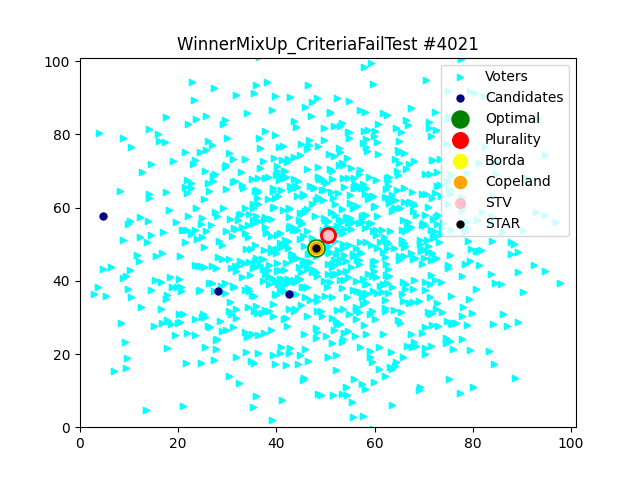 WinnerMixUp_CriteriaFailTest #4021
100
80
60
40
20
0
0 20 40 60 80 100
Voters
Candidates
Optimal
Plurality
Borda
Copeland
STV
STAR